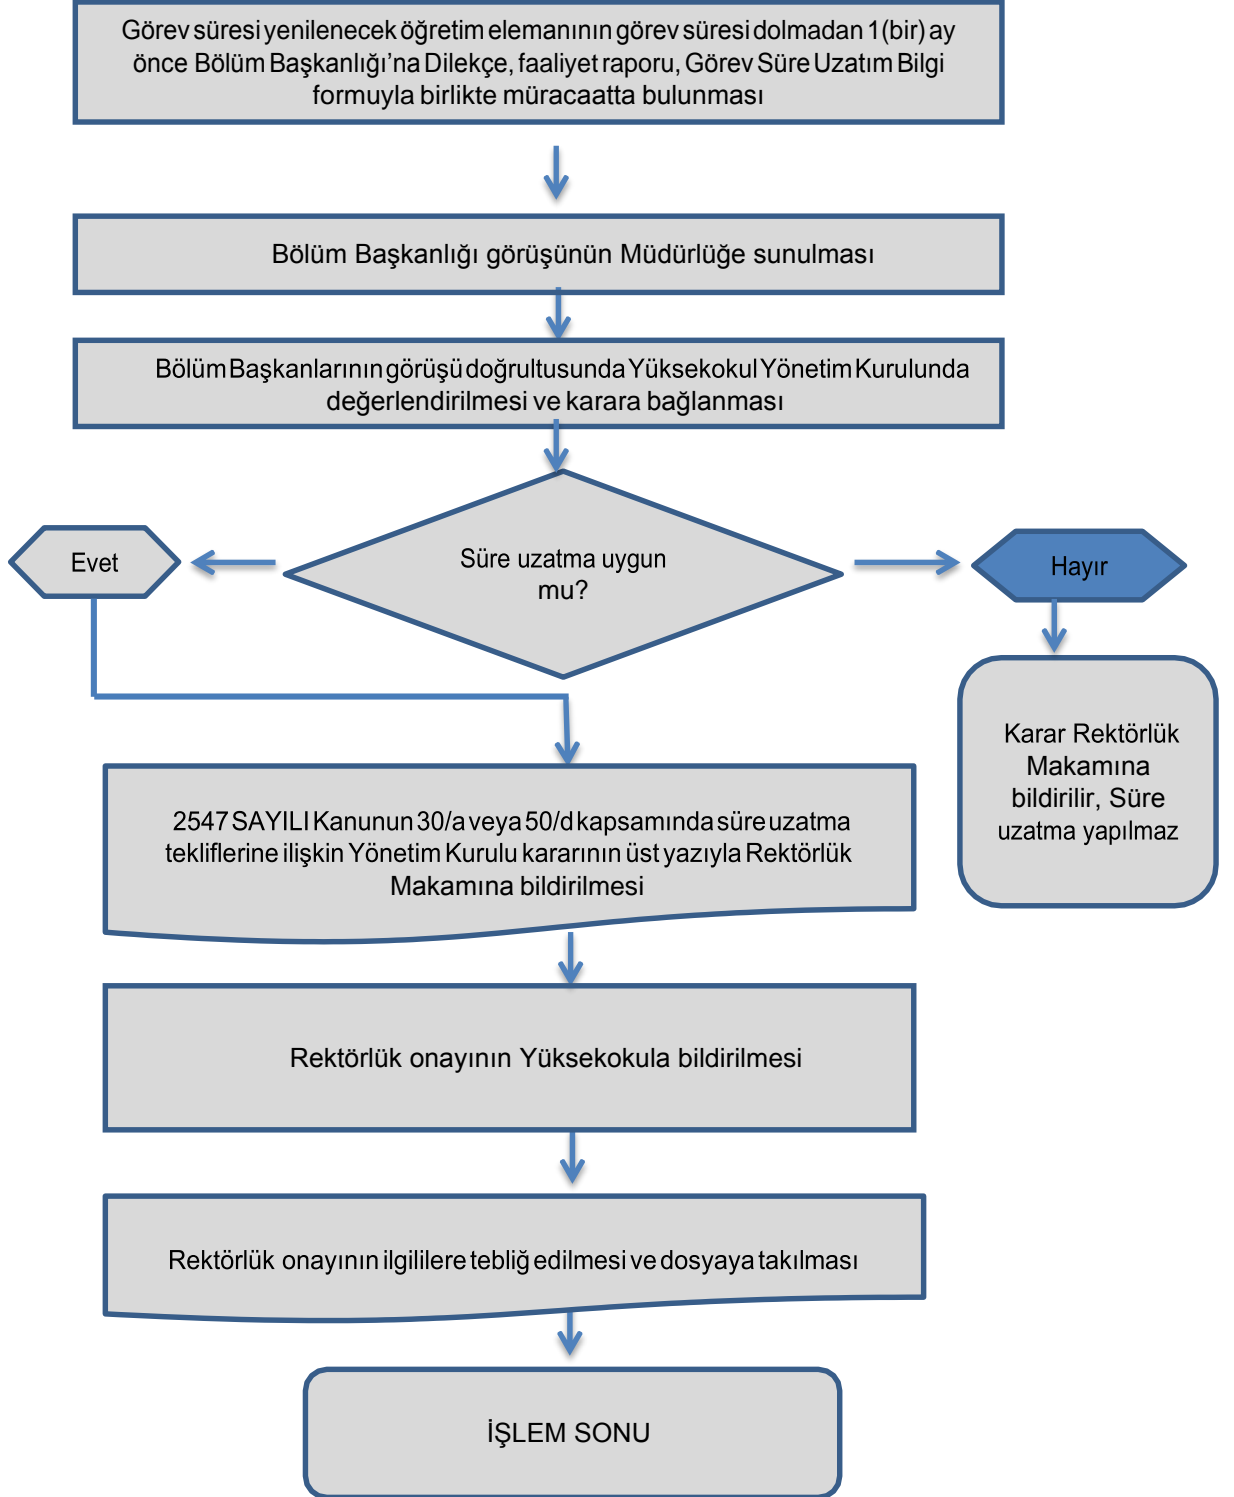 Görev süresi yenilenecek öğretim elemanının görev süresi dolmadan 1(bir) ay
önce Bölüm Başkanlığı’na Dilekçe, faaliyet raporu, Görev Süre Uzatım Bilgi
formuyla birlikte müracaatta bulunması
Bölüm Başkanlığı görüşünün Müdürlüğe sunulması
Bölüm Başkanlarının görüşü doğrultusunda Yüksekokul Yönetim Kurulunda
değerlendirilmesi ve karara bağlanması
Süre uzatma uygun
mu?
Evet
Hayır
Karar Rektörlük
Makamına
bildirilir, Süre
uzatma yapılmaz
2547 SAYILI Kanunun 30/a veya 50/d kapsamında süre uzatma
tekliflerine ilişkin Yönetim Kurulu kararının üst yazıyla Rektörlük
Makamına bildirilmesi
Rektörlük onayının Yüksekokula bildirilmesi
Rektörlük onayının ilgililere tebliğ edilmesi ve dosyaya takılması
İŞLEM SONU